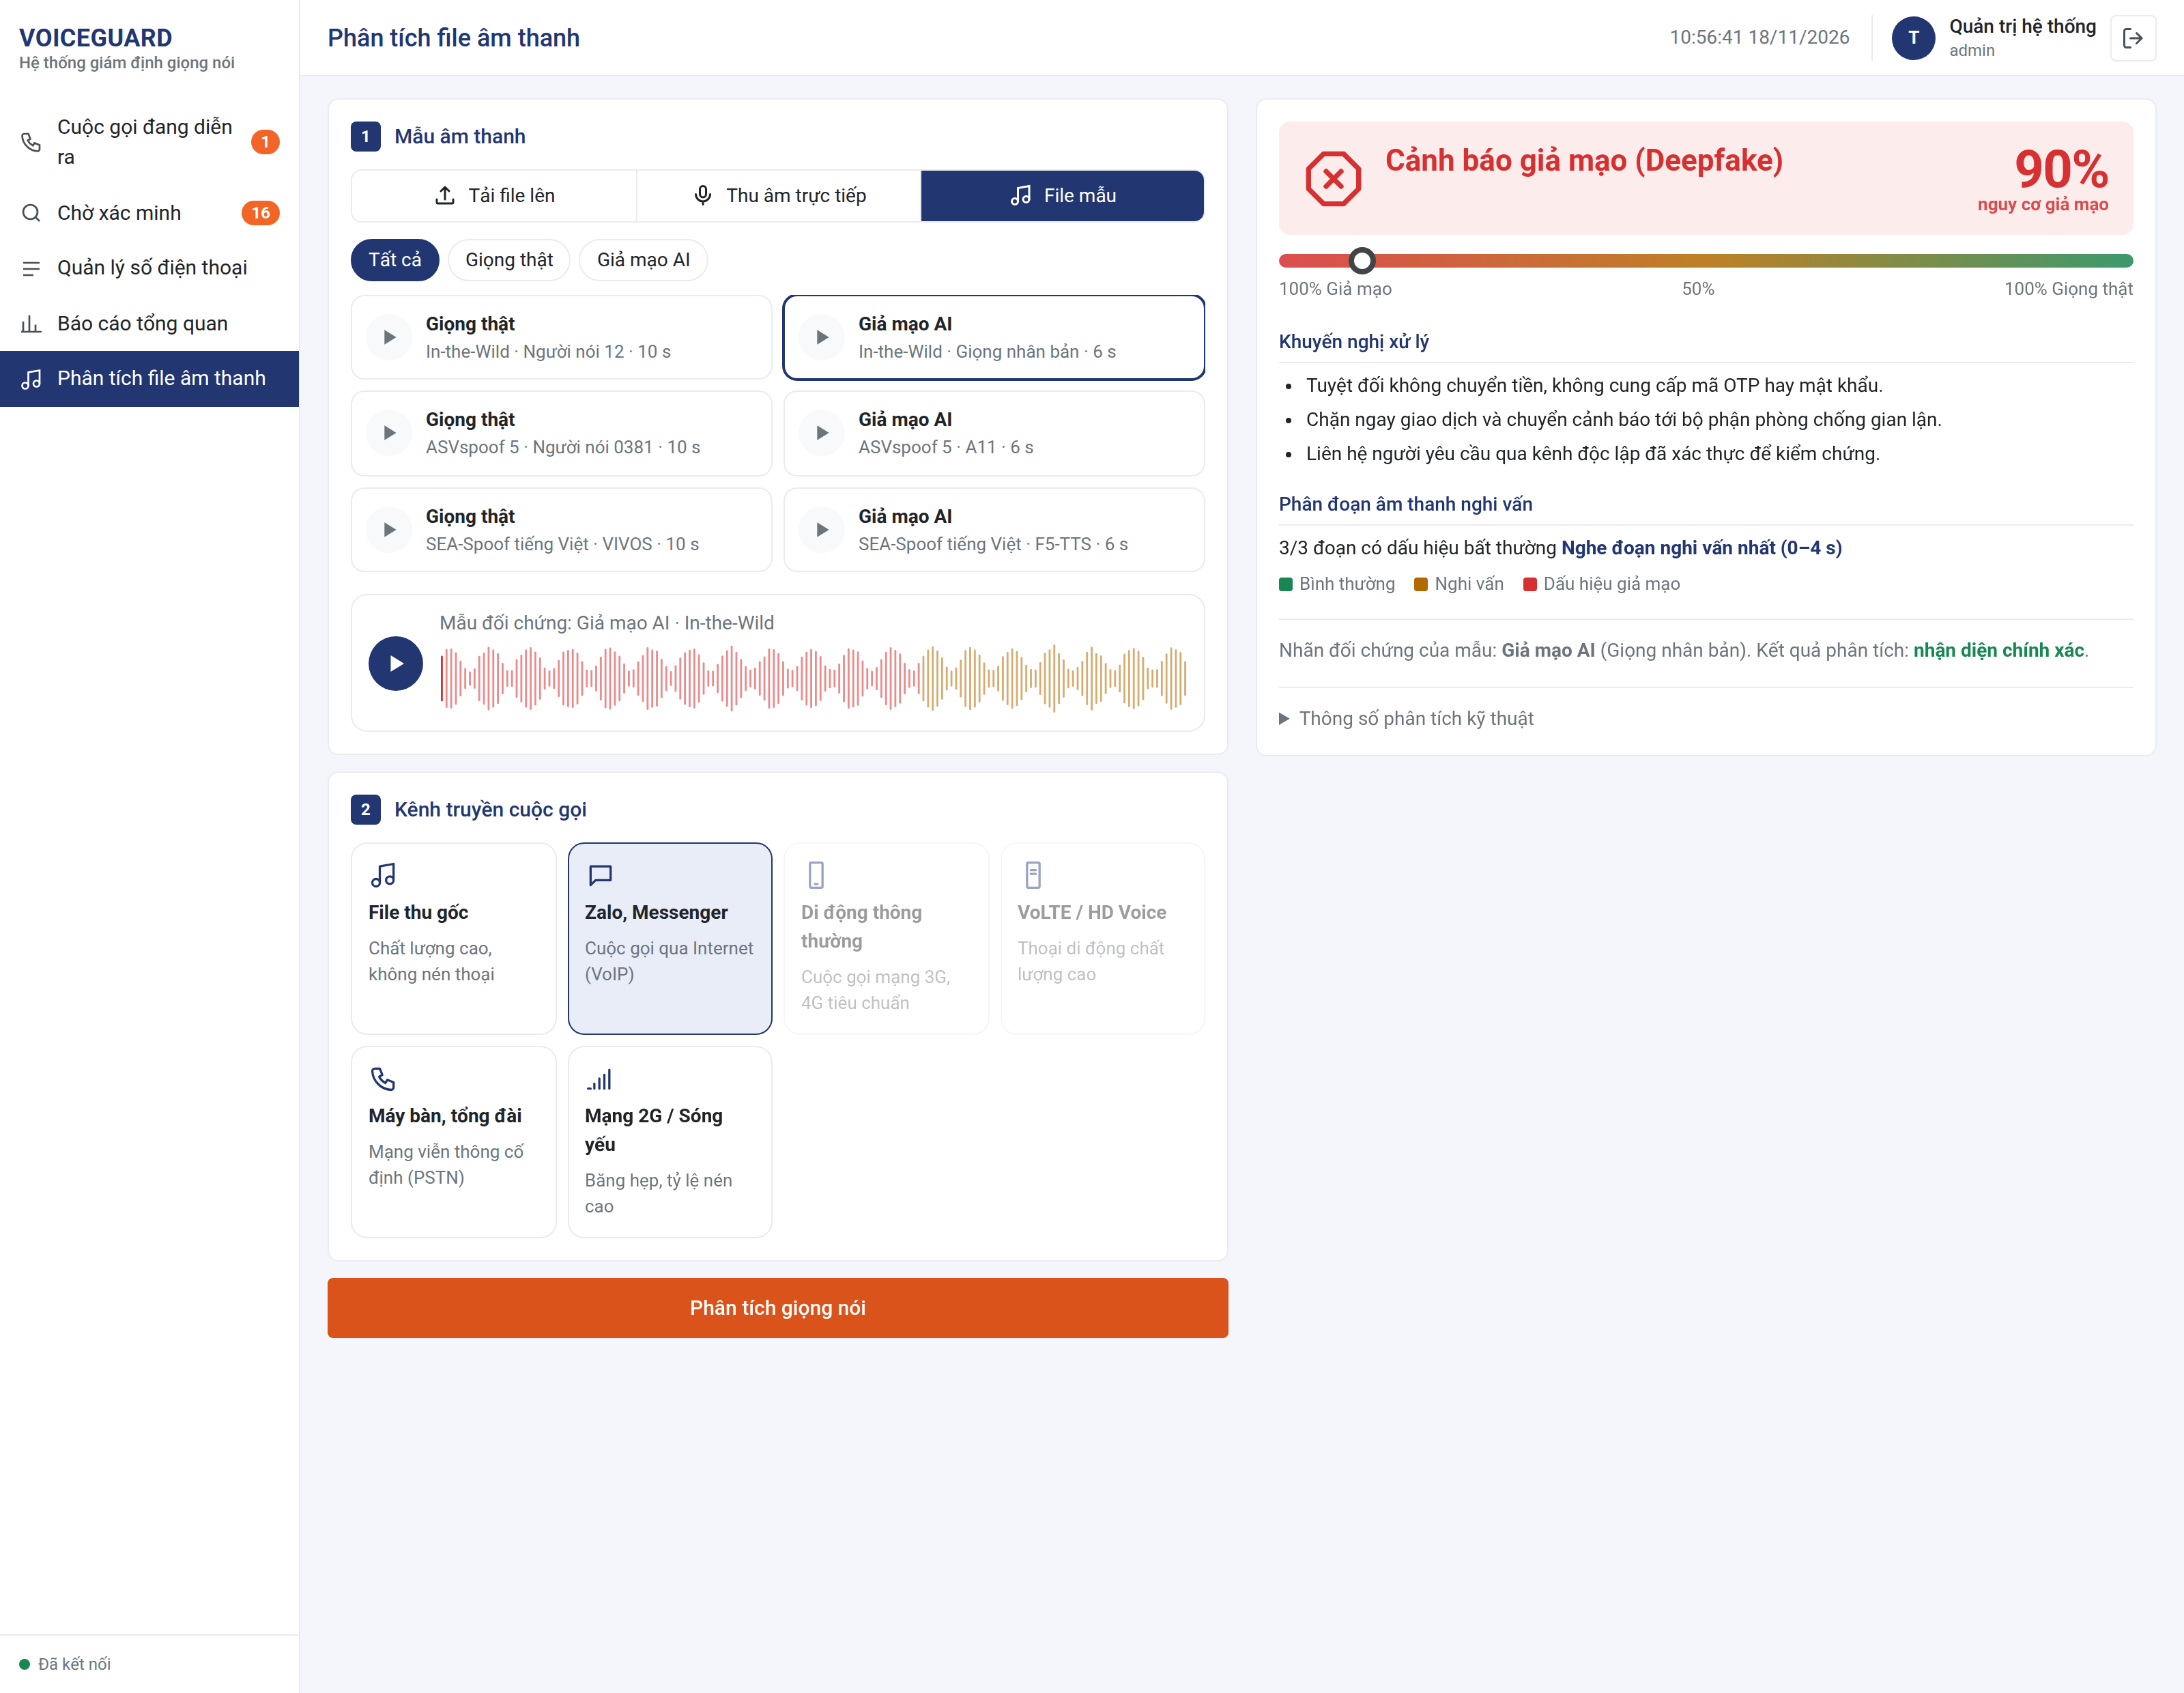 VOICEGUARD
Hệ thống giám định giọng nói
Cuộc gọi đang diễn
ra
1
Chờ xác minh
16
Quản lý số điện thoại
Báo cáo tổng quan
Phân tích file âm thanh
Đã kết nối
Phân tích file âm thanh
10:56:41 18/11/2026
T
Quản trị hệ thống
admin
1 Mẫu âm thanh
Tải file lên
Thu âm trực tiếp
File mẫu
Tất cả
Giọng thật
Giả mạo AI
Giọng thật
In-the-Wild · Người nói 12 · 10 s
Giả mạo AI
In-the-Wild · Giọng nhân bản · 6 s
Giọng thật
ASVspoof 5 · Người nói 0381 · 10 s
Giả mạo AI
ASVspoof 5 · A11 · 6 s
Giọng thật
SEA-Spoof tiếng Việt · VIVOS · 10 s
Giả mạo AI
SEA-Spoof tiếng Việt · F5-TTS · 6 s
Mẫu đối chứng: Giả mạo AI · In-the-Wild
2 Kênh truyền cuộc gọi
File thu gốc
Chất lượng cao,
không nén thoại
Zalo, Messenger
Cuộc gọi qua Internet
(VoIP)
Di động thông
thường
Cuộc gọi mạng 3G,
4G tiêu chuẩn
VoLTE / HD Voice
Thoại di động chất
lượng cao
Máy bàn, tổng đài
Mạng viễn thông cố
định (PSTN)
Mạng 2G / Sóng
yếu
Băng hẹp, tỷ lệ nén
cao
Phân tích giọng nói
Cảnh báo giả mạo (Deepfake)
90%
nguy cơ giả mạo
100% Giả mạo
50%
100% Giọng thật
Khuyến nghị xử lý
• Tuyệt đối không chuyển tiền, không cung cấp mã OTP hay mật khẩu.
• Chặn ngay giao dịch và chuyển cảnh báo tới bộ phận phòng chống gian lận.
• Liên hệ người yêu cầu qua kênh độc lập đã xác thực để kiểm chứng.
Phân đoạn âm thanh nghi vấn
3/3 đoạn có dấu hiệu bất thường Nghe đoạn nghi vấn nhất (0–4 s)
Bình thường
Nghi vấn
Dấu hiệu giả mạo
Nhãn đối chứng của mẫu: Giả mạo AI (Giọng nhân bản). Kết quả phân tích: nhận diện chính xác.
Thông số phân tích kỹ thuật